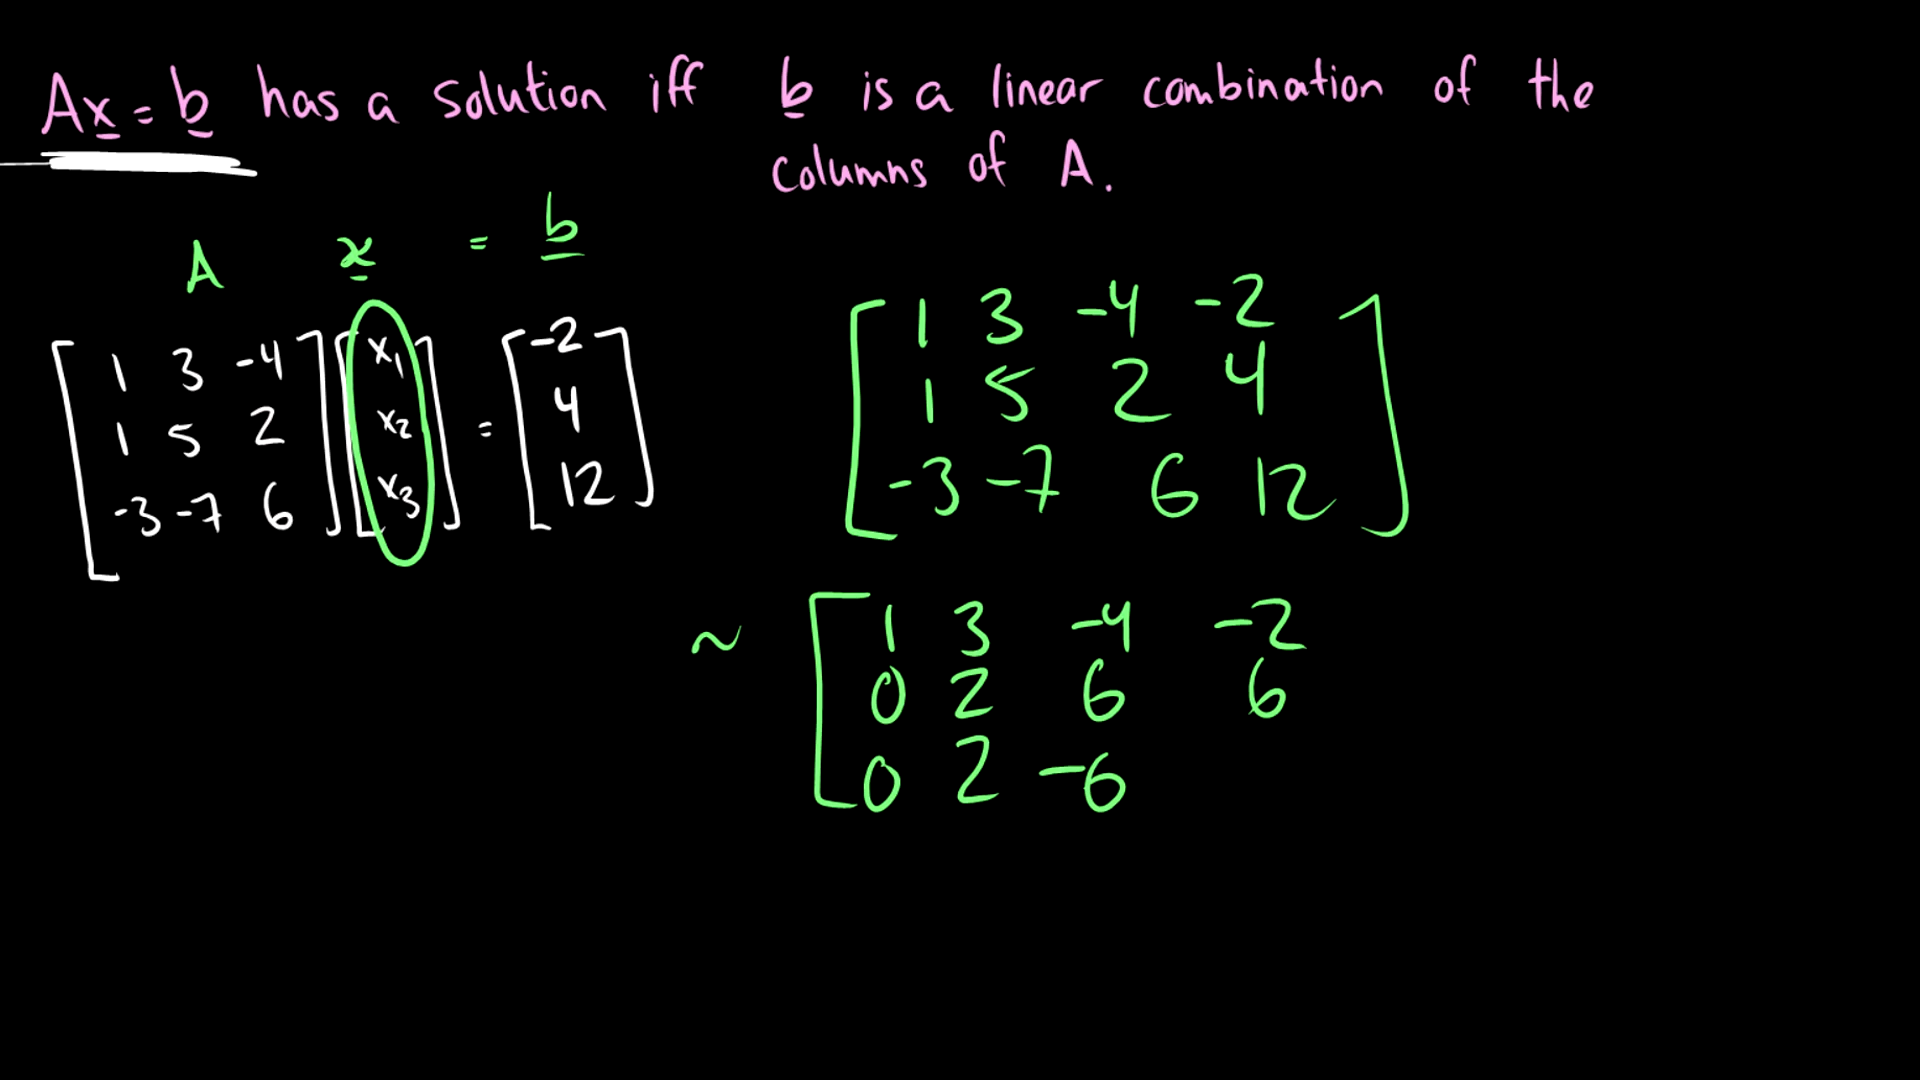 Ax = b has a solution iff b is a linear combination of the
columns of A.
A x = b
1 3 -4 x1 -2
1 5 2 x2 = 4
-3 -7 6 x3 12
1 3 -4 -2
1 5 2 4
-3 -7 6 12
~ 1 3 -4 -2
0 2 6 6
0 2 -6